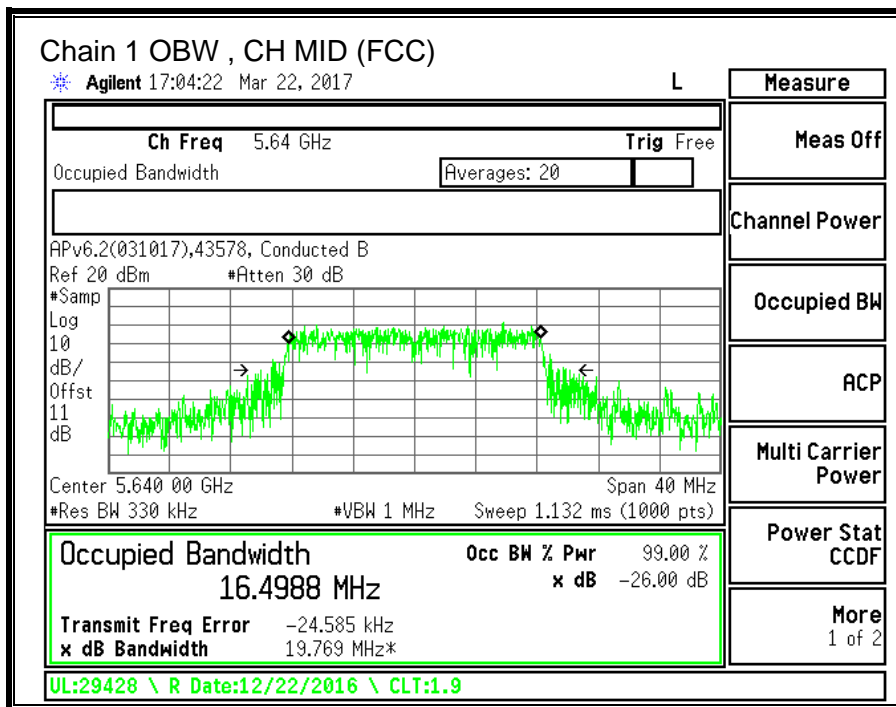 Chain 1 OBW , CH MID (FCC)
Agilent 17:04:22 Mar 22, 2017 L
Measure
Ch Freq 5.64 GHz Trig Free
Occupied Bandwidth Averages: 20
APv6.2(031017),43578, Conducted B
Ref 20 dBm #Atten 30 dB
#Samp
Log
10
dB/
Offst
11
dB
Center 5.640 00 GHz Span 40 MHz
#Res BW 330 kHz #VBW 1 MHz Sweep 1.132 ms (1000 pts)
Occupied Bandwidth Occ BW % Pwr 99.00 %
16.4988 MHz x dB -26.00 dB
Transmit Freq Error -24.585 kHz
x dB Bandwidth 19.769 MHz*
UL:29428 \ R Date:12/22/2016 \ CLT:1.9
Meas Off
Channel Power
Occupied BW
ACP
Multi Carrier
Power
Power Stat
CCDF
More
1 of 2